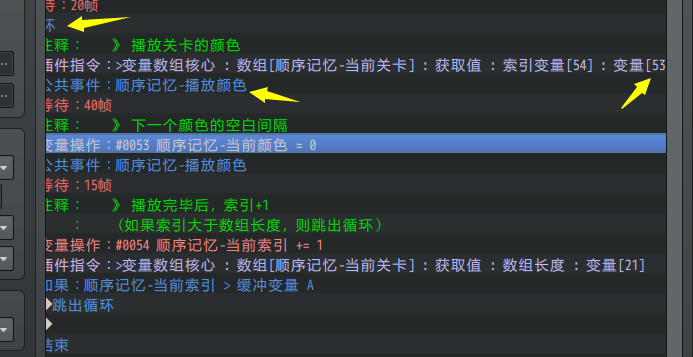 待：20帧
环
注释：　　》 播放关卡的颜色
插件指令：>变量数组核心 : 数组[顺序记忆-当前关卡] : 获取值 : 索引变量[54] : 变量[53
公共事件：顺序记忆-播放颜色
等待：40帧
注释：　　》 下一个颜色的空白间隔
变量操作：#0053 顺序记忆-当前颜色 = 0
公共事件：顺序记忆-播放颜色
等待：15帧
注释：　　》 播放完毕后，索引+1
：　　（如果索引大于数组长度，则跳出循环）
变量操作：#0054 顺序记忆-当前索引 += 1
插件指令：>变量数组核心 : 数组[顺序记忆-当前关卡] : 获取值 : 数组长度 : 变量[21]
如果：顺序记忆-当前索引 > 缓冲变量 A
跳出循环
结束